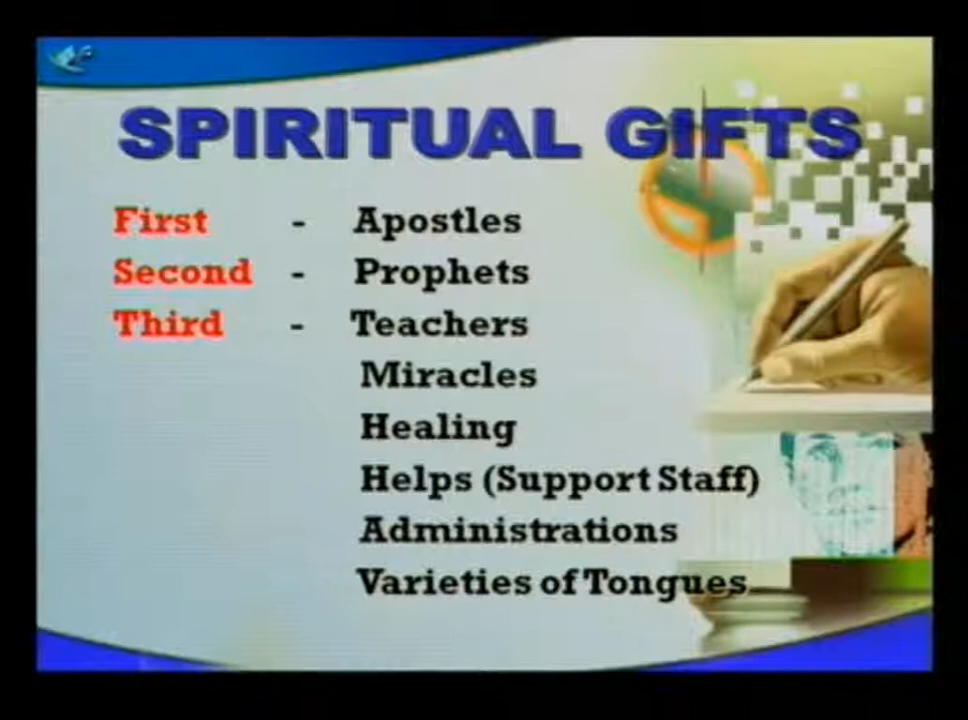 SPIRITUAL GIFTS
First - Apostles
Second - Prophets
Third - Teachers
Miracles
Healing
Helps (Support Staff)
Administrations
Varieties of Tongues